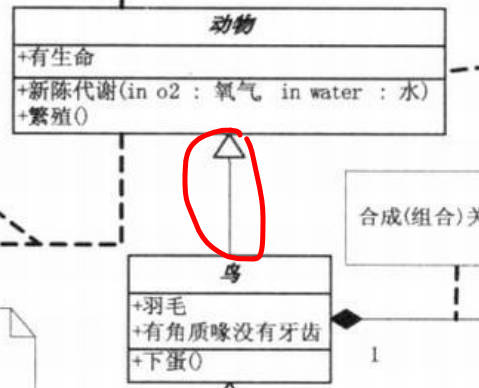 动物
+有生命
+新陈代谢(in o2 : 氧气, in water : 水)
+繁殖()
合成(组合)关
鸟
+羽毛
+有角质喙没有牙齿
+下蛋()
1